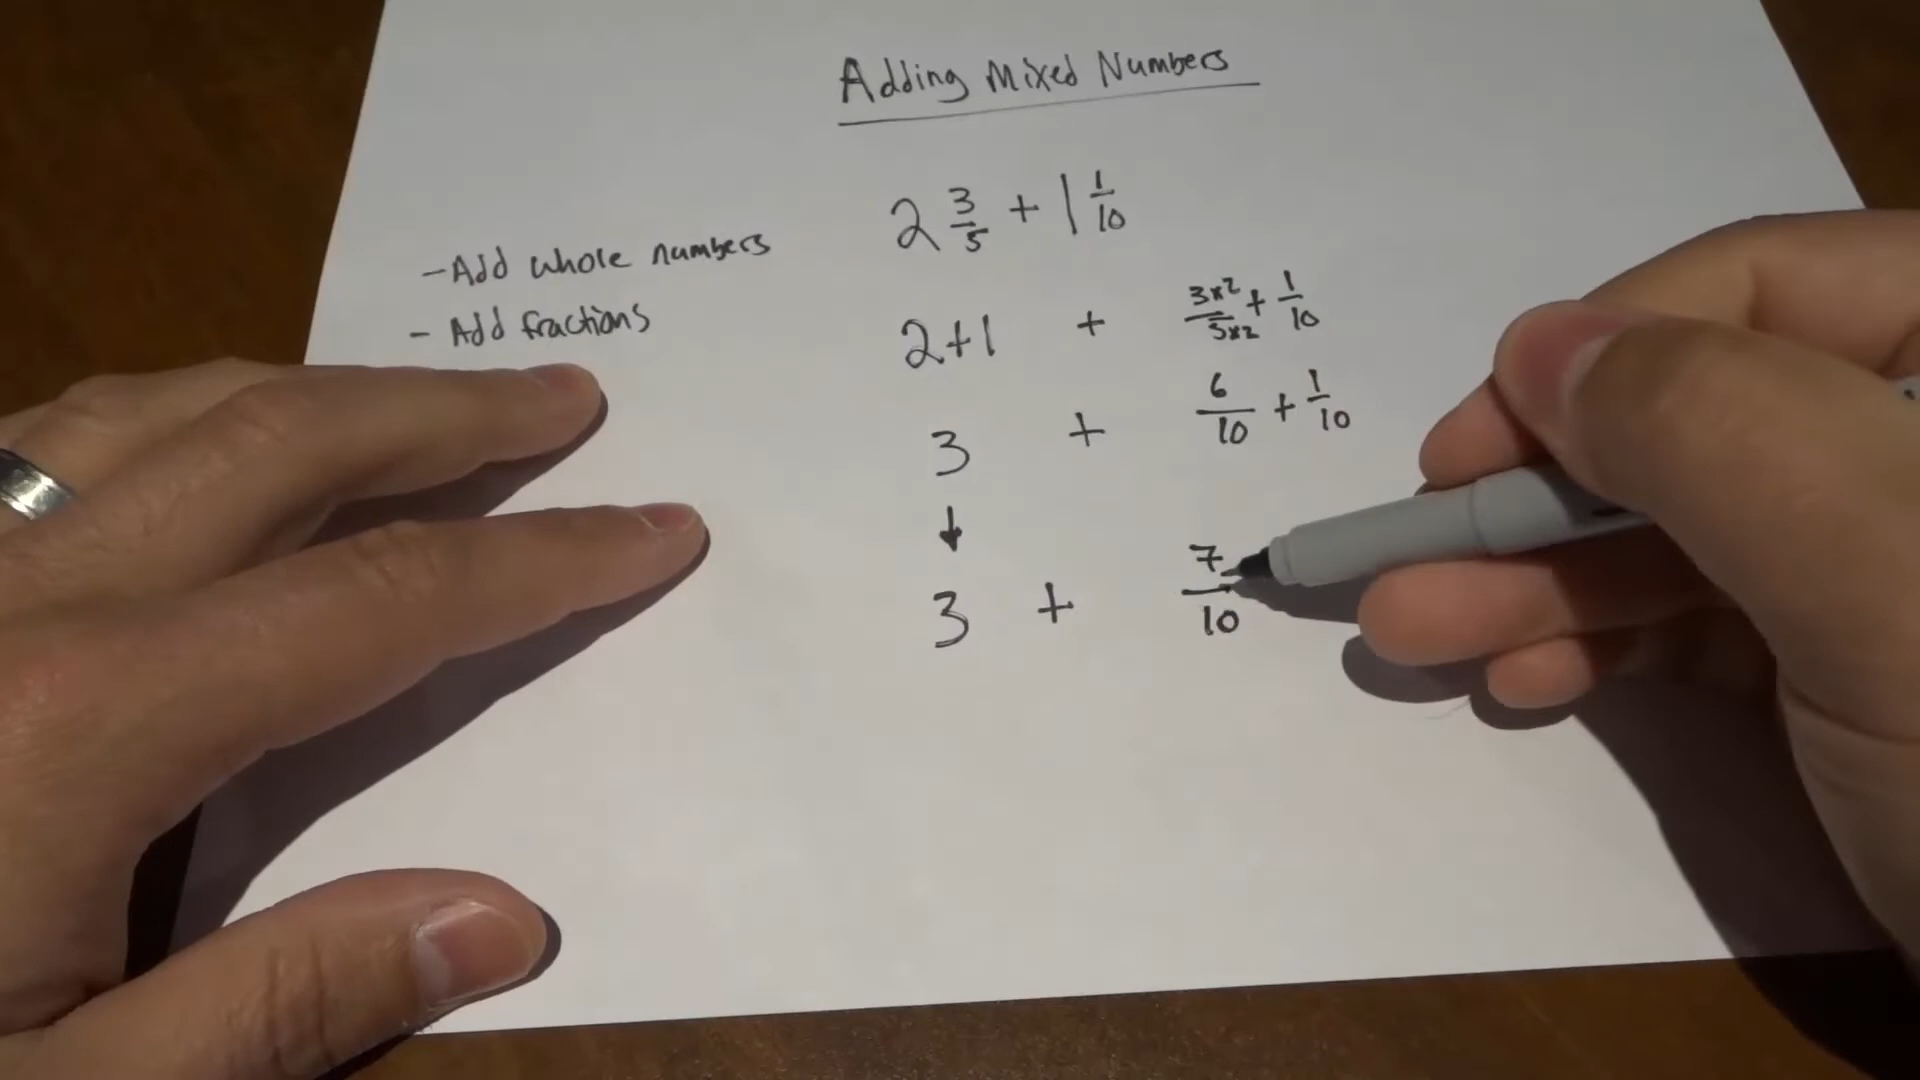 Adding Mixed Numbers
2 3/5 + 1 1/10
- Add whole numbers
- Add fractions
2+1 + 3x2/5x2 + 1/10
3 + 6/10 + 1/10
↓
3 + 7/10